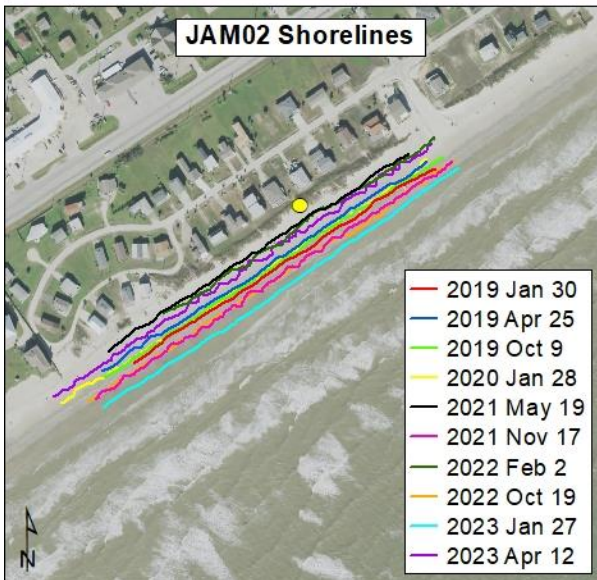 JAM02 Shorelines
2019 Jan 30
2019 Apr 25
2019 Oct 9
2020 Jan 28
2021 May 19
2021 Nov 17
2022 Feb 2
2022 Oct 19
2023 Jan 27
2023 Apr 12
N